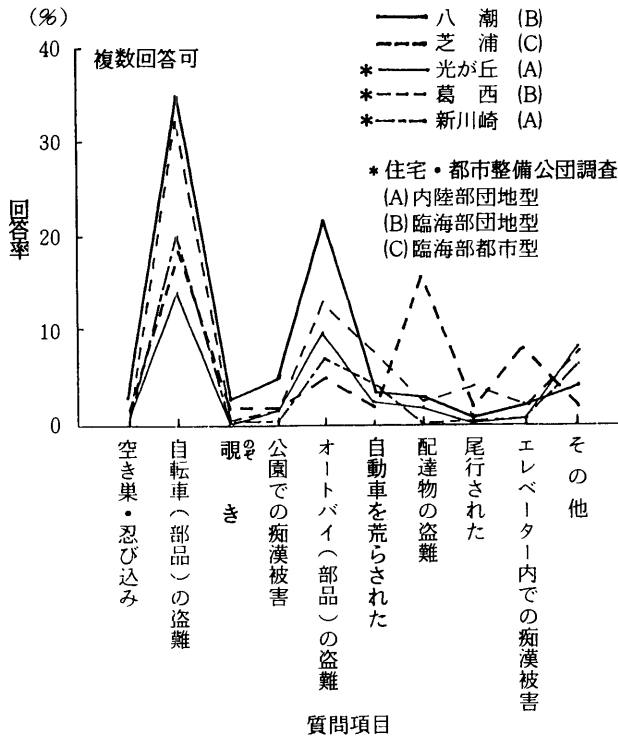 (%)
40
30
20
10
0
回答率
複数回答可
八潮 (B)
芝浦 (C)
*光が丘 (A)
*葛西 (B)
*新川崎 (A)
*住宅・都市整備公団調査
(A)内陸部団地型
(B)臨海部団地型
(C)臨海部都市型
空き巣・忍び込み
自転車(部品)の盗難
覗き
のぞ
公園での痴漢被害
オートバイ(部品)の盗難
自動車を荒らされた
配達物の盗難
尾行された
エレベーター内での痴漢被害
その他
質問項目